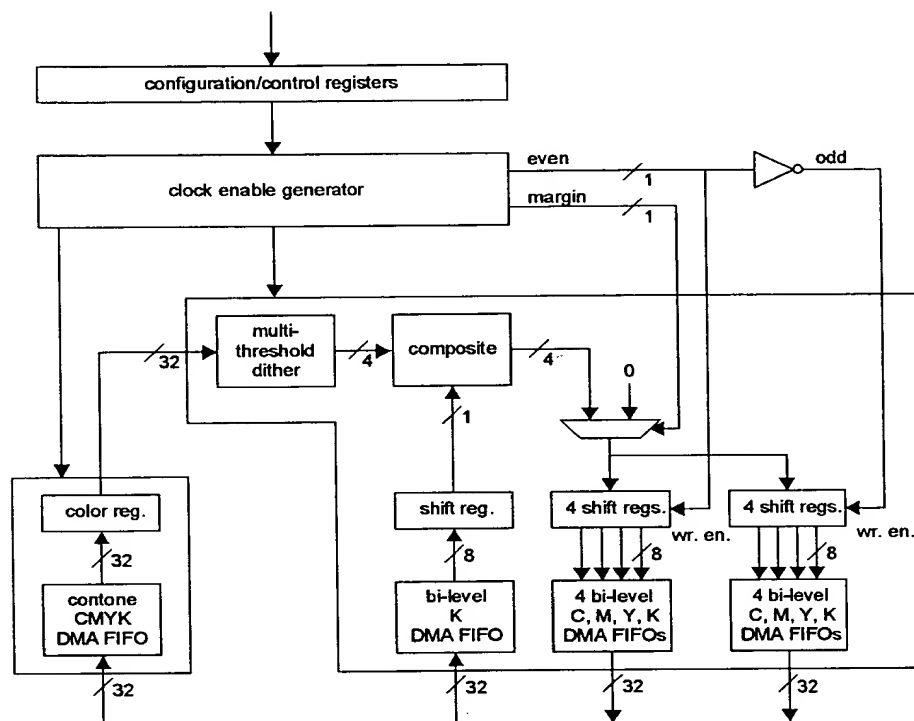 configuration/control registers
clock enable generator
even
1
odd
margin
1
multi-
threshold
dither
32
4
composite
4
0
1
color reg.
shift reg.
4 shift regs.
wr. en.
4 shift regs.
wr. en.
32
8
8
8
contone
CMYK
DMA FIFO
bi-level
K
DMA FIFO
4 bi-level
C, M, Y, K
DMA FIFOs
4 bi-level
C, M, Y, K
DMA FIFOs
32
32
32
32